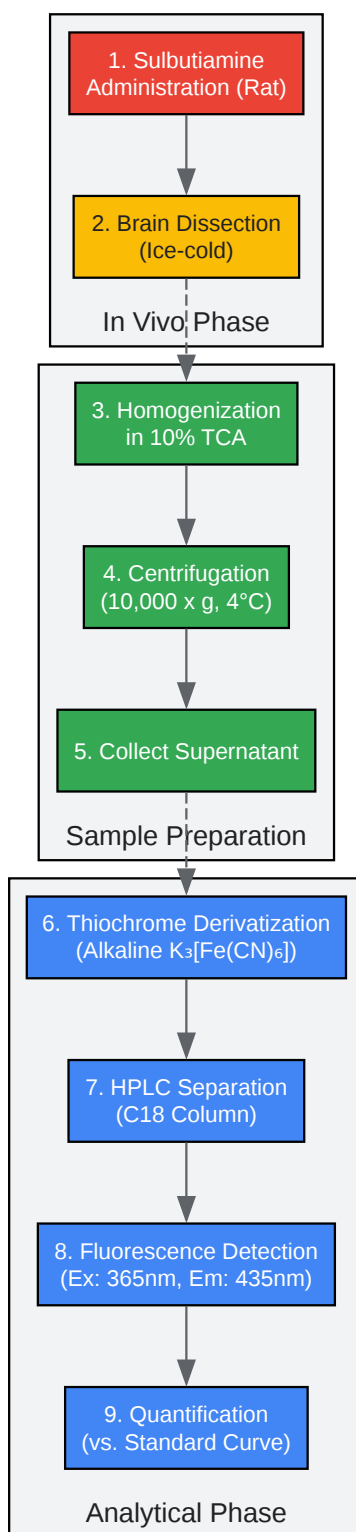 1. Sulbutiamine
Administration (Rat)
2. Brain Dissection
(Ice-cold)
In Vivo Phase
3. Homogenization
in 10% TCA
4. Centrifugation
(10,000 x g, 4°C)
5. Collect Supernatant
Sample Preparation
6. Thiochrome Derivatization
(Alkaline K₃[Fe(CN)₆])
7. HPLC Separation
(C18 Column)
8. Fluorescence Detection
(Ex: 365nm, Em: 435nm)
9. Quantification
(vs. Standard Curve)
Analytical Phase